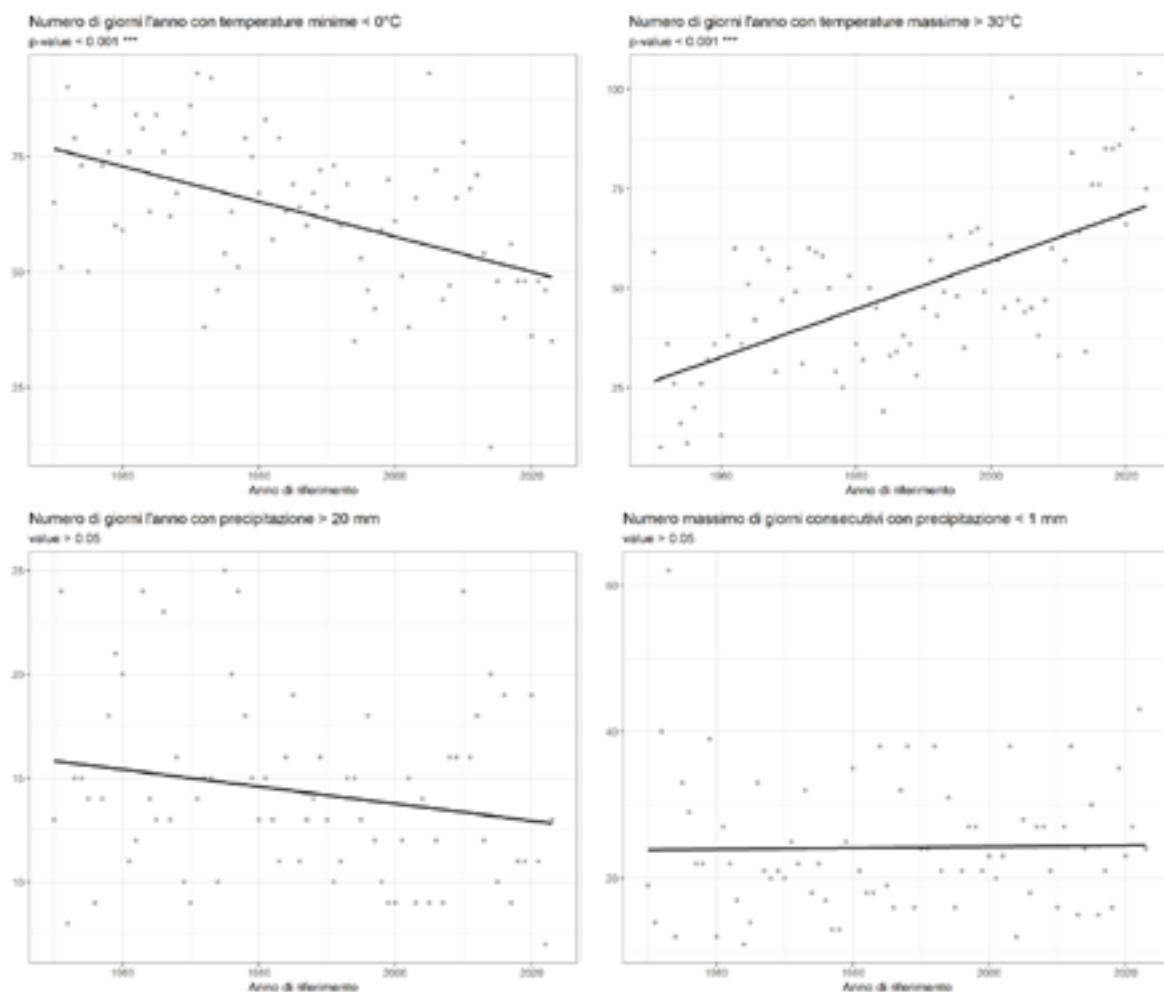 Numero di giorni l'anno con temperature minime < 0°C
p-value < 0.001 ***
75
50
25
1960
1980
2000
2020
Anno di riferimento
Numero di giorni l'anno con temperature massime > 30°C
p-value < 0.001 ***
100
75
50
25
1960
1980
2000
2020
Anno di riferimento
Numero di giorni l'anno con precipitazione > 20 mm
value > 0.05
25
20
15
10
1960
1980
2000
2020
Anno di riferimento
Numero massimo di giorni consecutivi con precipitazione < 1 mm
value > 0.05
60
40
20
1960
1980
2000
2020
Anno di riferimento